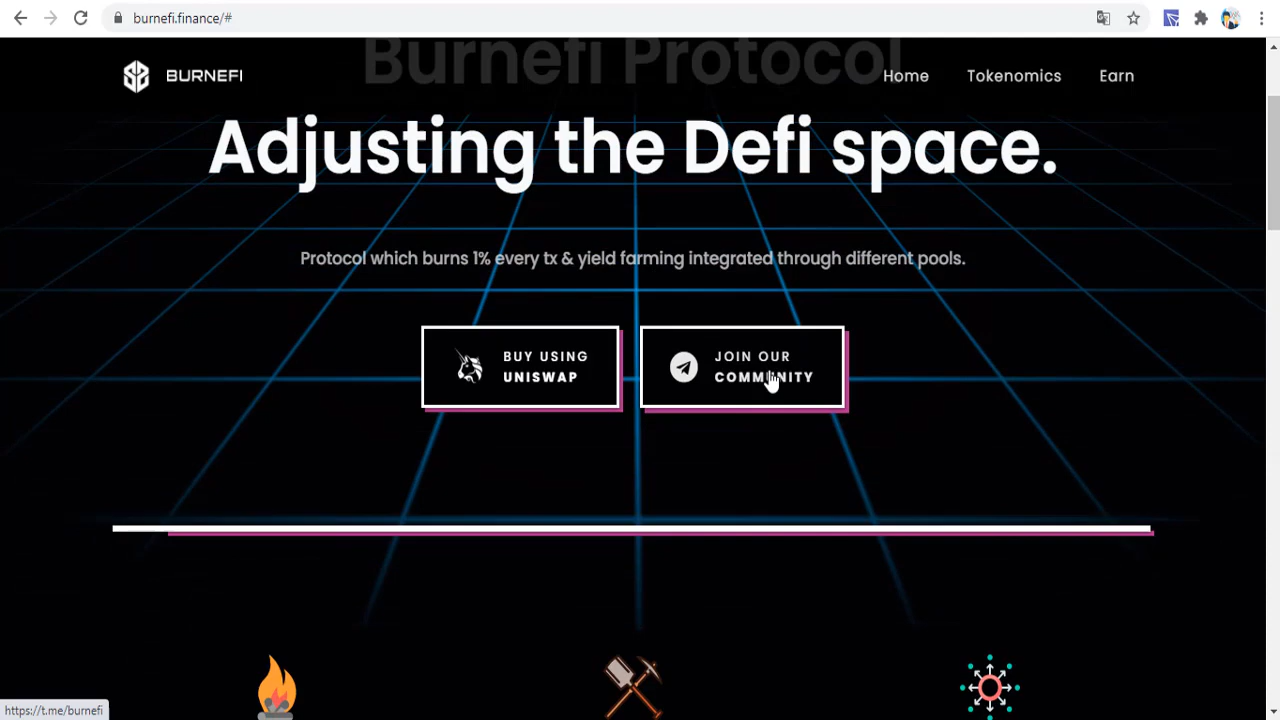 burnefi.finance/#
Burnefi Protocol
BURNEFI
Home Tokenomics Earn
Adjusting the Defi space.
Protocol which burns 1% every tx & yield farming integrated through different pools.
BUY USING
UNISWAP
JOIN OUR
COMMUNITY
https://t.me/burnefi